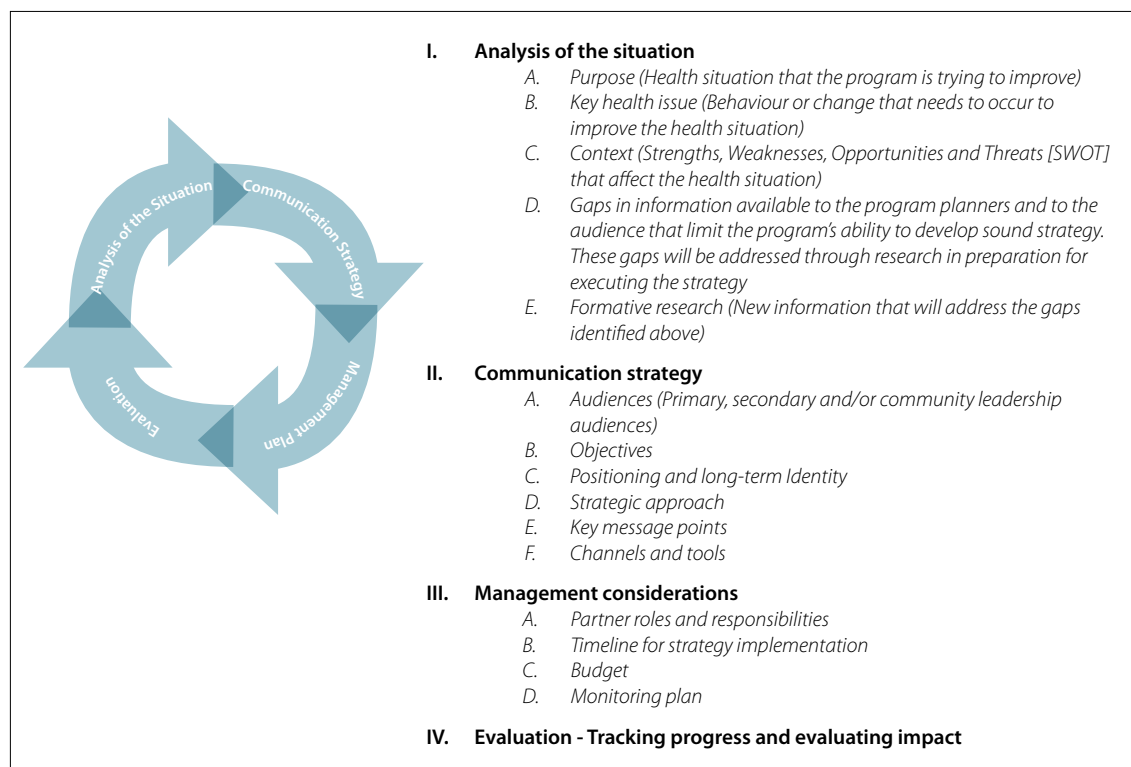 Analysis of the Situation
Communication Strategy
Management Plan
Evaluation
I. Analysis of the situation
A. Purpose (Health situation that the program is trying to improve)
B. Key health issue (Behaviour or change that needs to occur to
improve the health situation)
C. Context (Strengths, Weaknesses, Opportunities and Threats [SWOT]
that affect the health situation)
D. Gaps in information available to the program planners and to the
audience that limit the program's ability to develop sound strategy.
These gaps will be addressed through research in preparation for
executing the strategy
E. Formative research (New information that will address the gaps
identified above)
II. Communication strategy
A. Audiences (Primary, secondary and/or community leadership
audiences)
B. Objectives
C. Positioning and long-term Identity
D. Strategic approach
E. Key message points
F. Channels and tools
III. Management considerations
A. Partner roles and responsibilities
B. Timeline for strategy implementation
C. Budget
D. Monitoring plan
IV. Evaluation - Tracking progress and evaluating impact